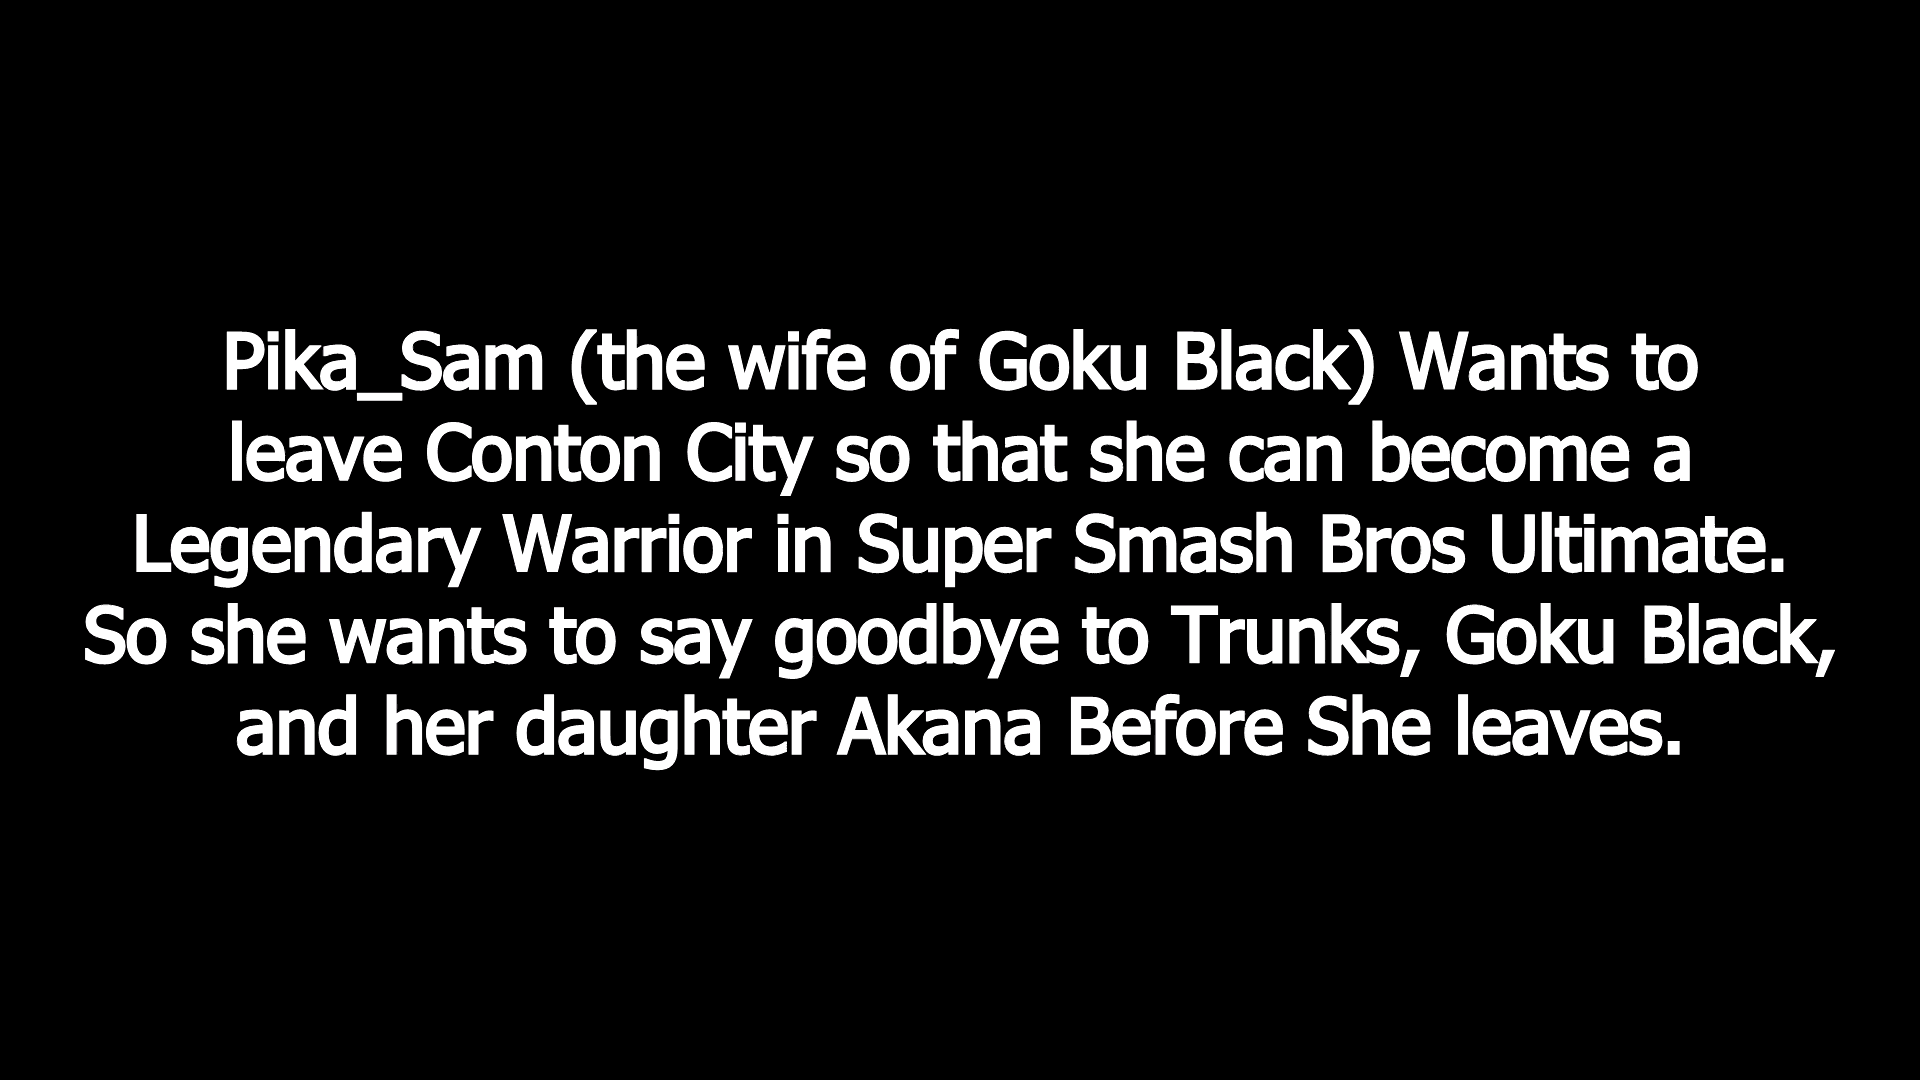 Pika_Sam (the wife of Goku Black) Wants to
leave Conton City so that she can become a
Legendary Warrior in Super Smash Bros Ultimate.
So she wants to say goodbye to Trunks, Goku Black,
and her daughter Akana Before She leaves.